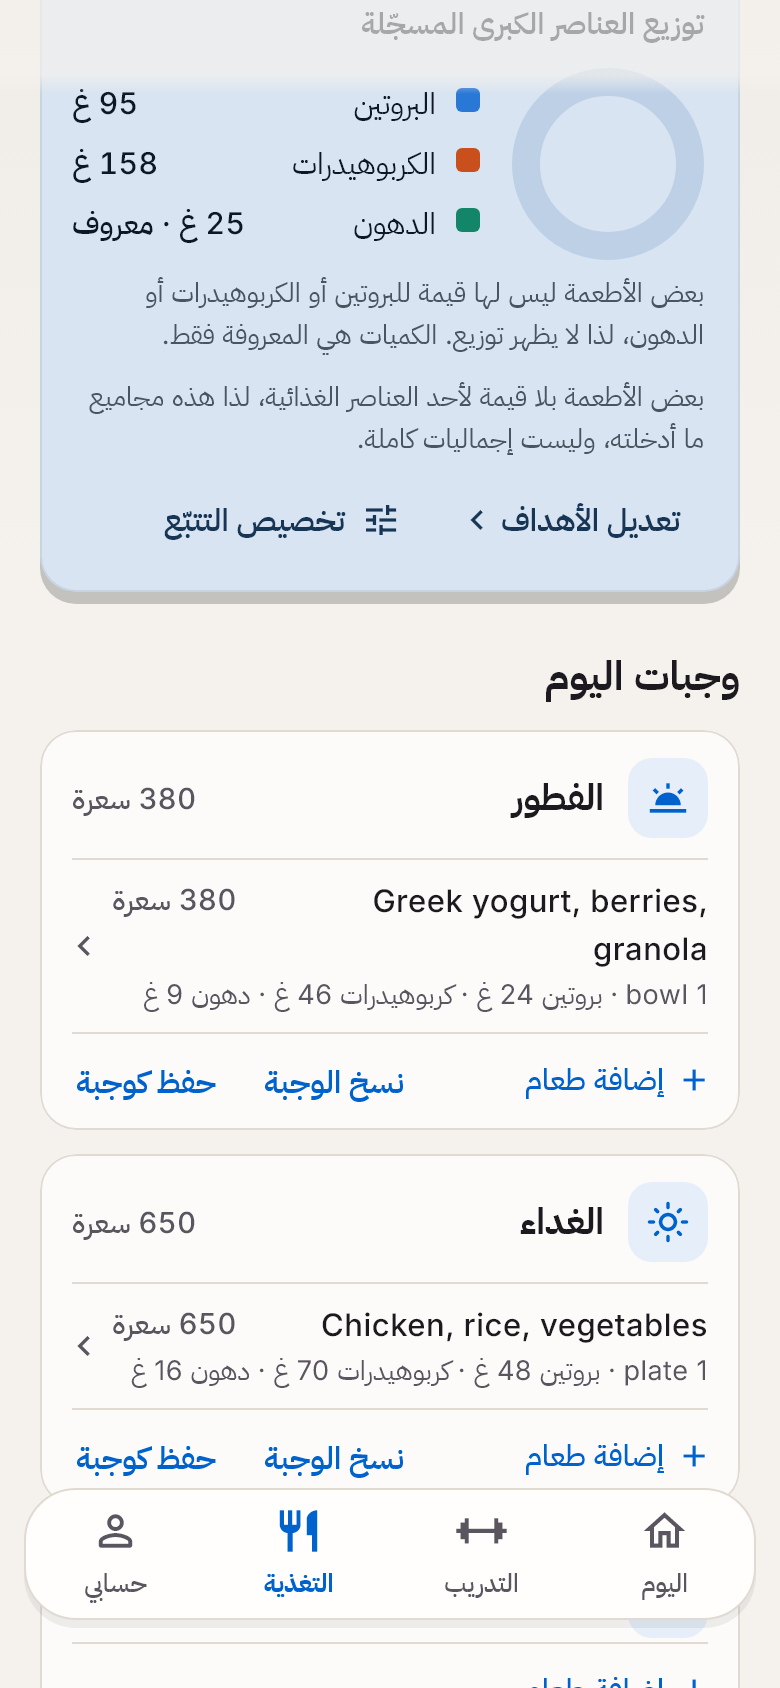 توزيع العناصر الكبرى المسجّلة
البروتين 95 غ
الكربوهيدرات 158 غ
الدهون 25 غ · معروف
بعض الأطعمة ليس لها قيمة للبروتين أو الكربوهيدرات أو
الدهون، لذا لا يظهر توزيع. الكميات هي المعروفة فقط.
بعض الأطعمة بلا قيمة لأحد العناصر الغذائية، لذا هذه مجاميع
ما أدخلته، وليست إجماليات كاملة.
تعديل الأهداف تخصيص التتبّع
وجبات اليوم
الفطور 380 سعرة
Greek yogurt, berries, 380 سعرة
granola
1 bowl · بروتين 24 غ · كربوهيدرات 46 غ · دهون 9 غ
إضافة طعام نسخ الوجبة حفظ كوجبة
الغداء 650 سعرة
Chicken, rice, vegetables 650 سعرة
1 plate · بروتين 48 غ · كربوهيدرات 70 غ · دهون 16 غ
إضافة طعام نسخ الوجبة حفظ كوجبة
اليوم التدريب التغذية حسابي